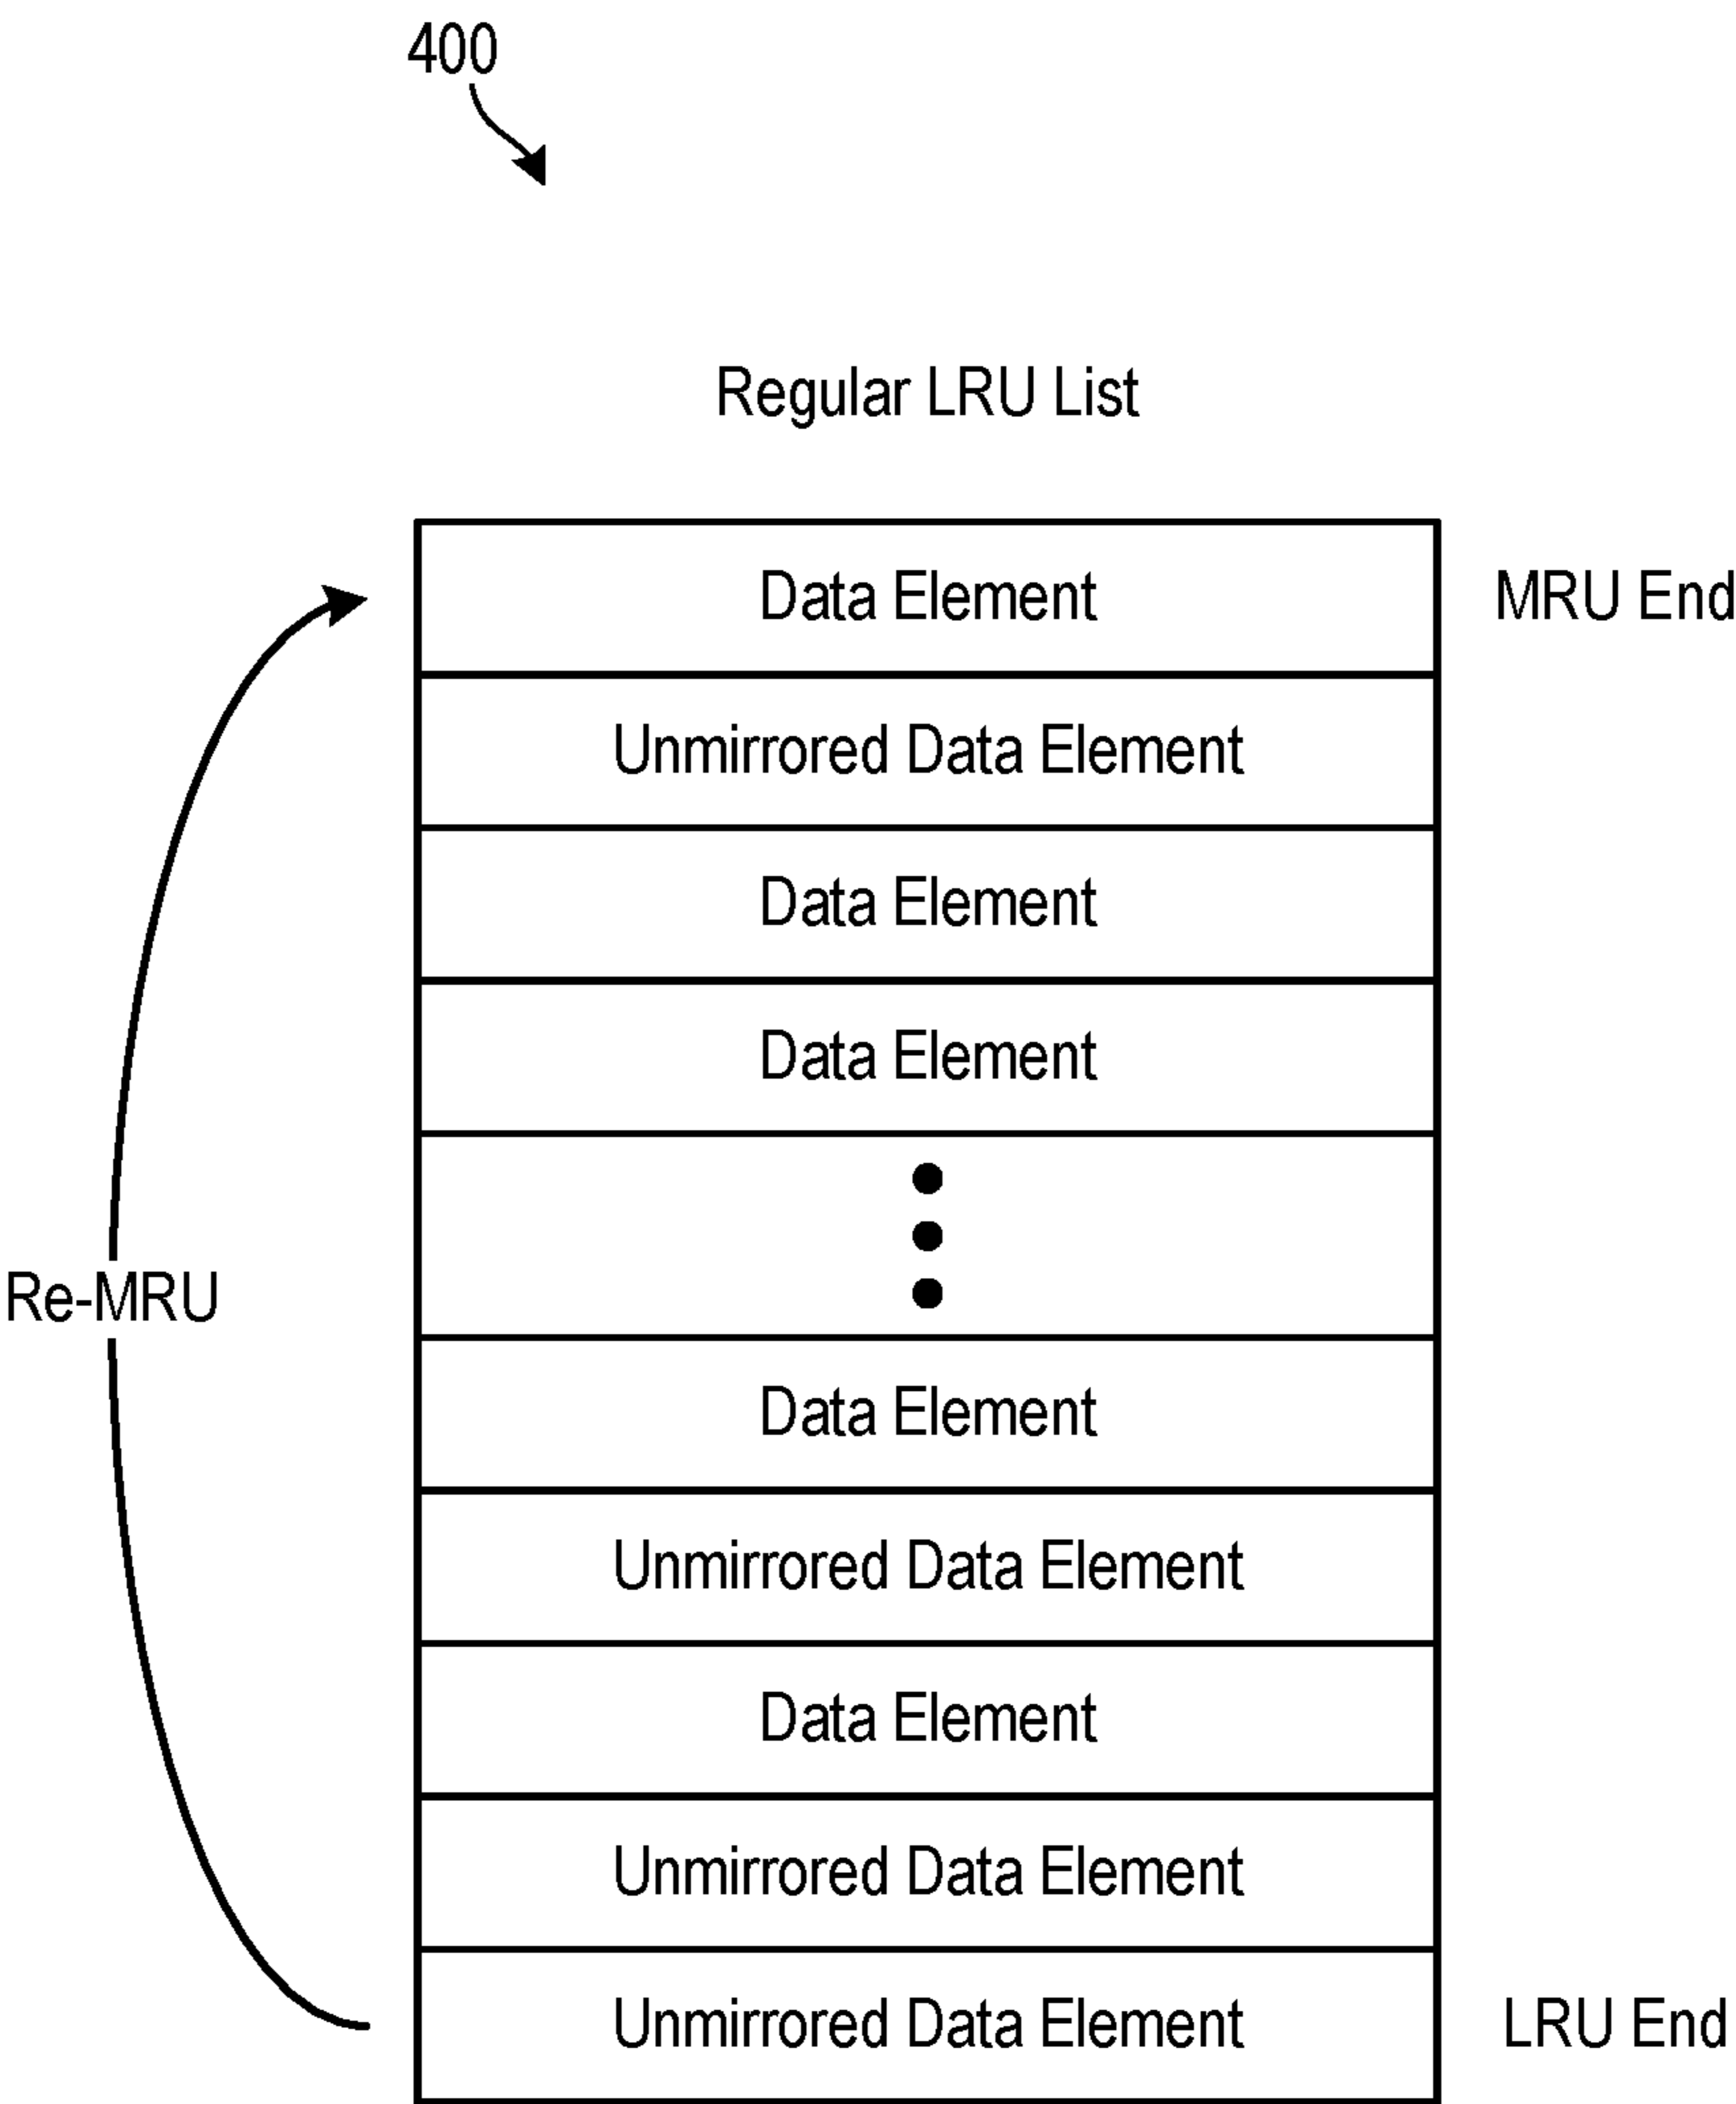 400
Regular LRU List
Data Element
MRU End
Unmirrored Data Element
Data Element
Data Element
Re-MRU
Data Element
Unmirrored Data Element
Data Element
Unmirrored Data Element
Unmirrored Data Element
LRU End